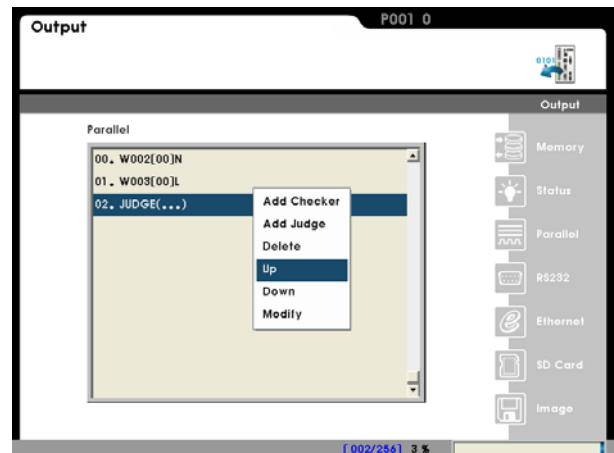 Output
P001 0
0101
Output
Parallel
00. W002[00]N
01. W003[00]L
02. JUDGE(...)
Add Checker
Add Judge
Delete
Up
Down
Modify
Memory
Status
Parallel
RS232
Ethernet
SD Card
Image
[002/256] 3 %